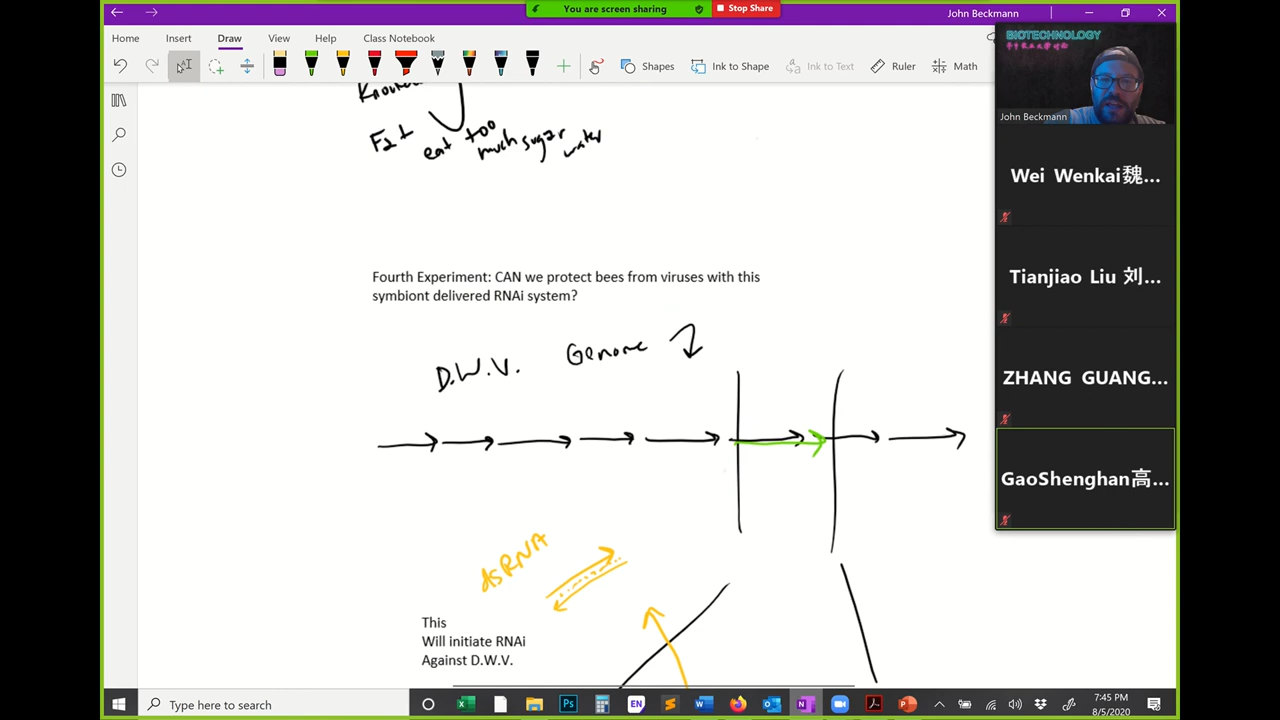 You are screen sharing
Stop Share
John Beckmann
Home Insert Draw View Help Class Notebook
Shapes Ink to Shape Ink to Text Ruler Math
BIOTECHNOLOGY
John Beckmann
Wei Wenkai魏...
Tianjiao Liu 刘...
ZHANG GUANG...
GaoShenghan高...
eat too
much sugar
water
Fourth Experiment: CAN we protect bees from viruses with this
symbiont delivered RNAi system?
D.W.V. Genome
dsRNA
This
Will initiate RNAi
Against D.W.V.
Type here to search
EN
7:45 PM
8/5/2020